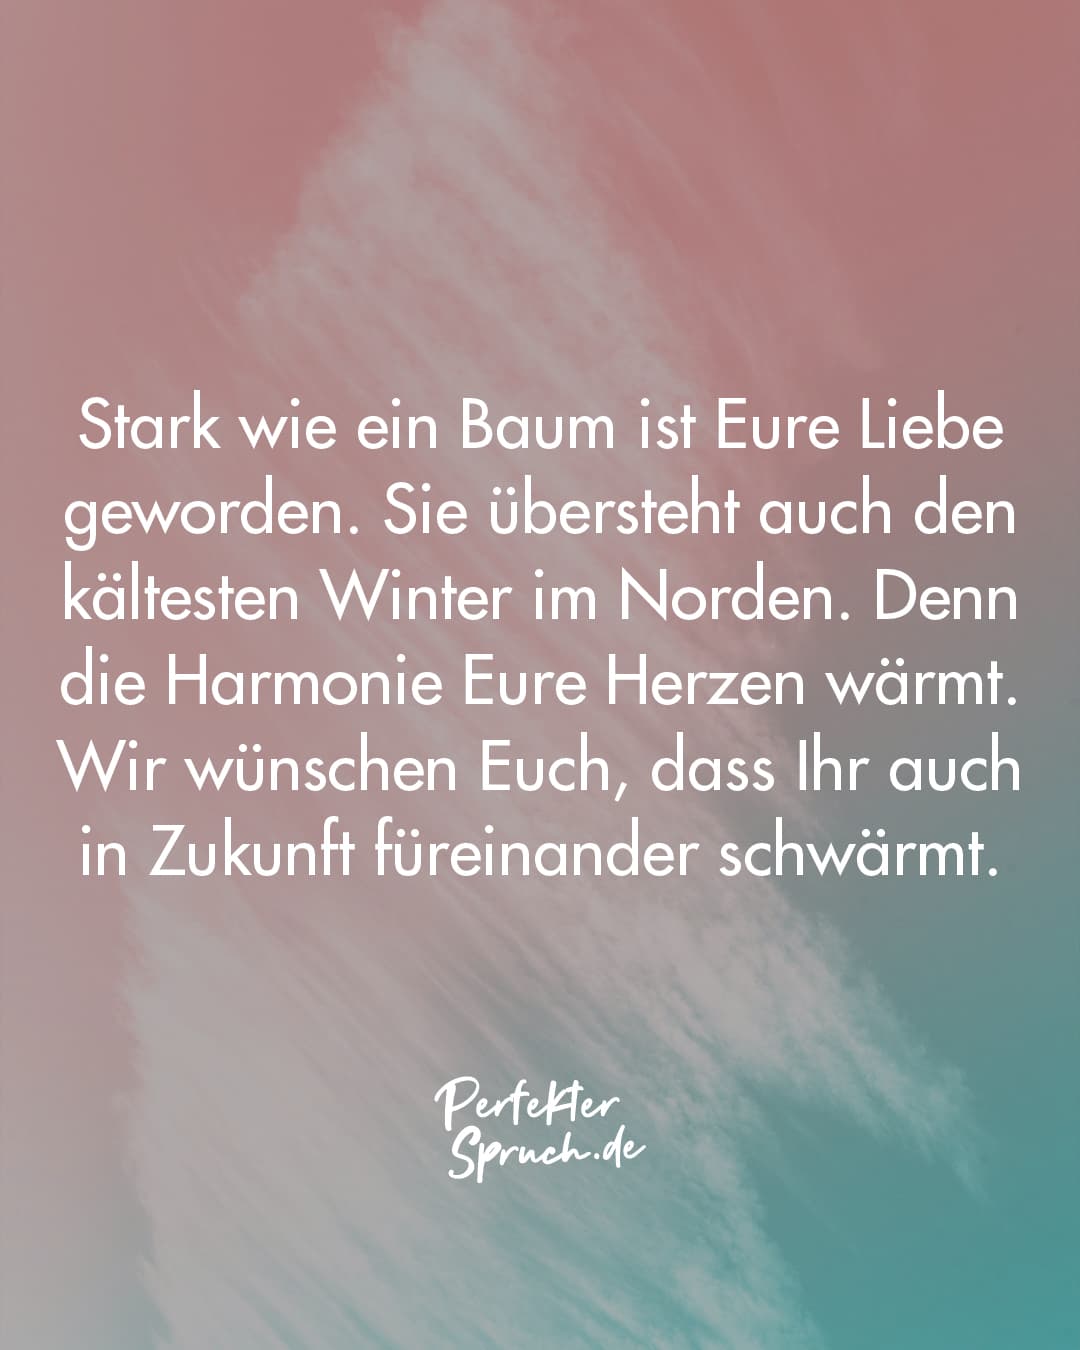 Stark wie ein Baum ist Eure Liebe
geworden. Sie übersteht auch den
kältesten Winter im Norden. Denn
die Harmonie Eure Herzen wärmt.
Wir wünschen Euch, dass Ihr auch
in Zukunft füreinander schwärmt.
Perfekter
Spruch.de